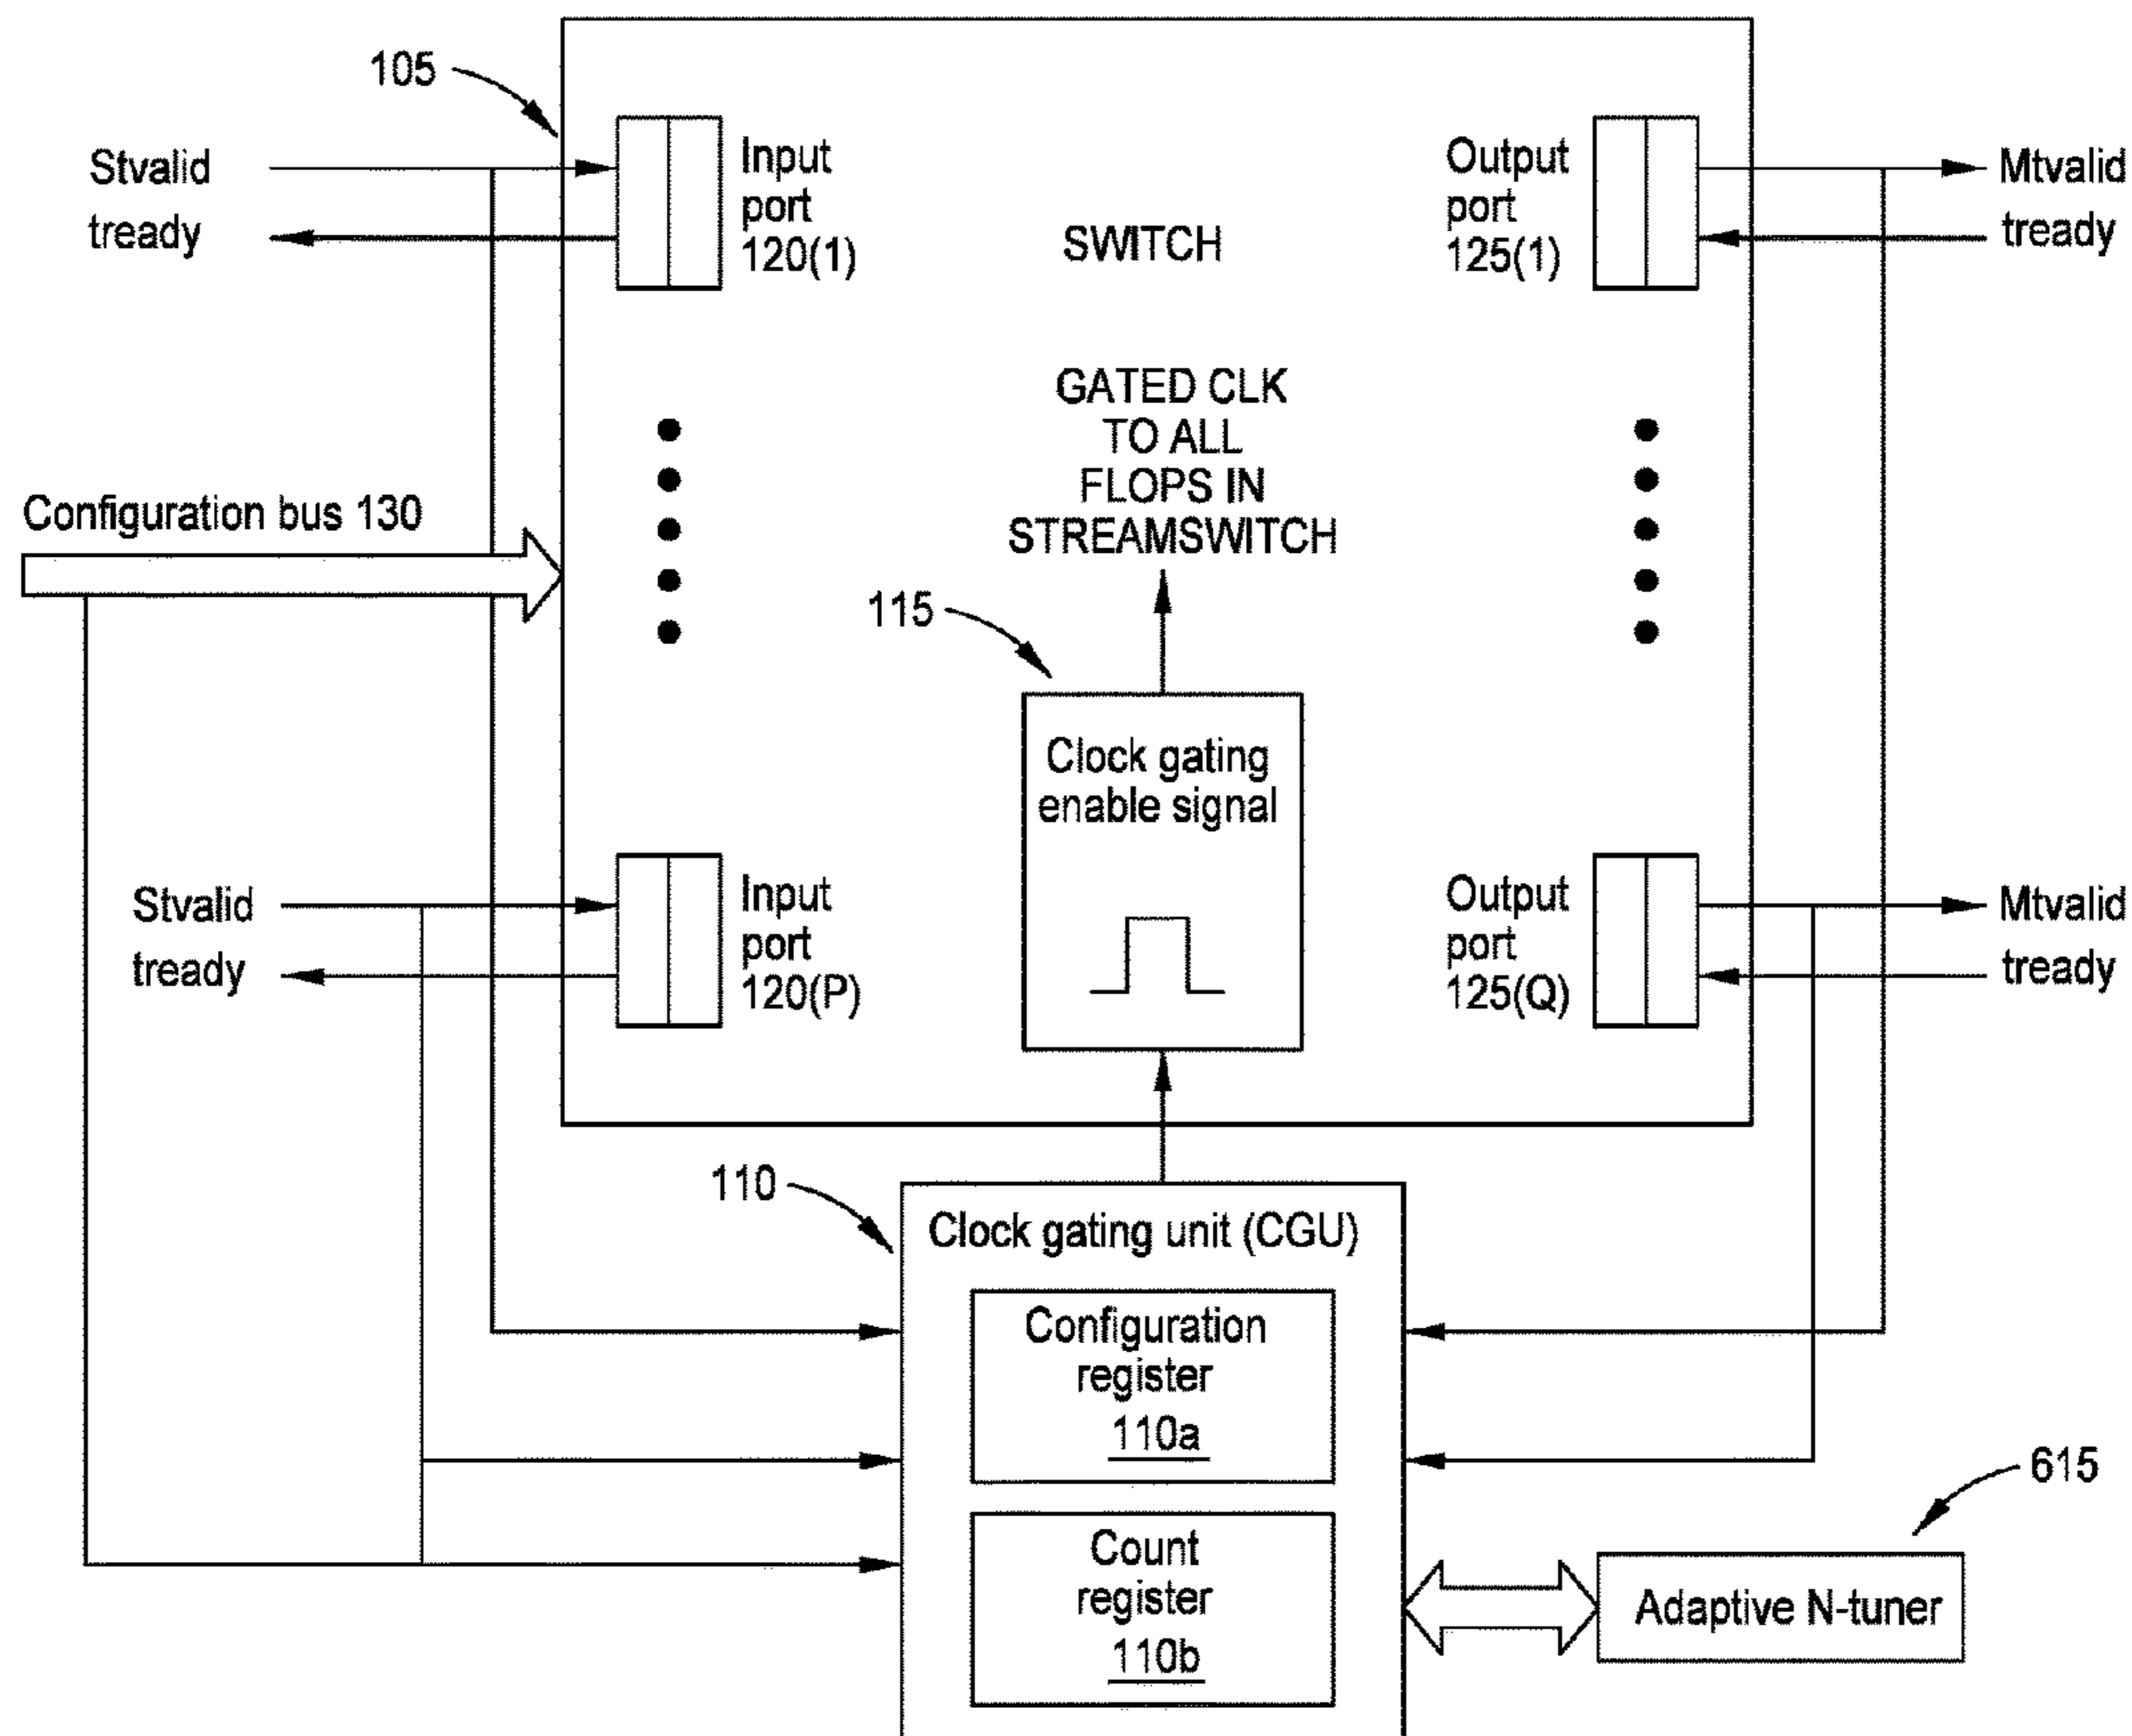 105
Stvalid
tready
Input
port
120(1)
SWITCH
Output
port
125(1)
Mtvalid
tready
GATED CLK
TO ALL
FLOPS IN
STREAMSWITCH
Configuration bus 130
115
Clock gating
enable signal
Stvalid
tready
Input
port
120(P)
Output
port
125(Q)
Mtvalid
tready
110
Clock gating unit (CGU)
Configuration
register
110a
Count
register
110b
615
Adaptive N-tuner